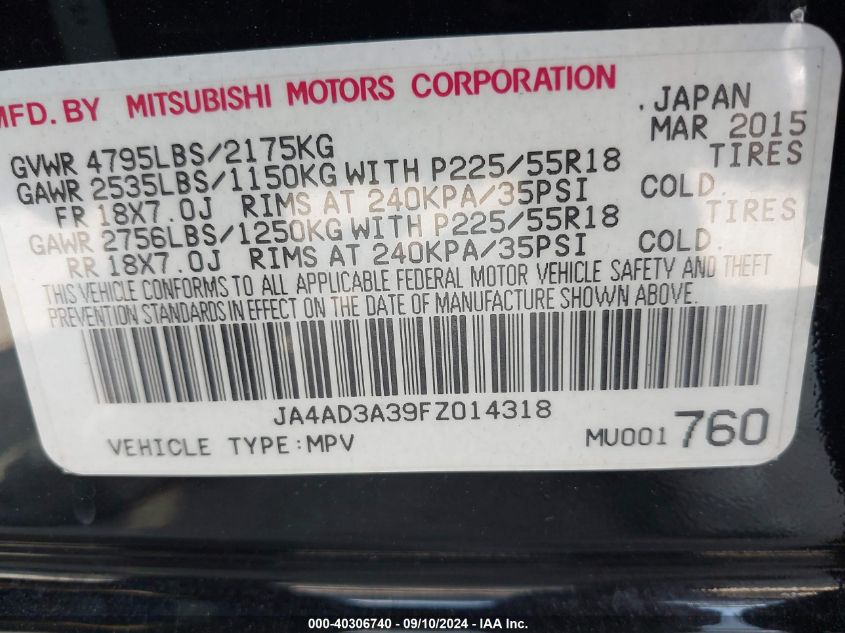 MFD. BY MITSUBISHI MOTORS CORPORATION .JAPAN
MAR 2015
GVWR 4795LBS/2175KG
GAWR 2535LBS/1150KG WITH P225/55R18 TIRES
FR 18X7.0J RIMS AT 240KPA/35PSI COLD.
GAWR 2756LBS/1250KG WITH P225/55R18 TIRES
RR 18X7.0J RIMS AT 240KPA/35PSI COLD.
THIS VEHICLE CONFORMS TO ALL APPLICABLE FEDERAL MOTOR VEHICLE SAFETY AND THEFT
PREVENTION STANDARDS IN EFFECT ON THE DATE OF MANUFACTURE SHOWN ABOVE.
JA4AD3A39FZ014318
VEHICLE TYPE:MPV MU001 760
000-40306740 - 09/10/2024 - IAA Inc.